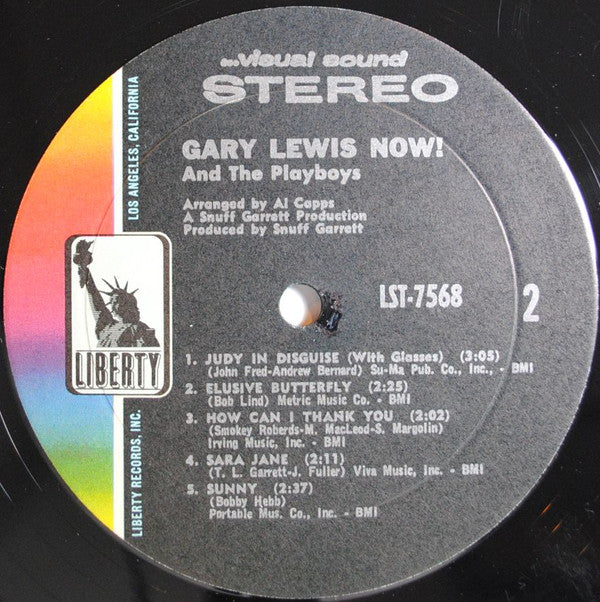 ...visual sound
STEREO
GARY LEWIS NOW!
And The Playboys
Arranged by Al Capps
A Snuff Garrett Production
Produced by Snuff Garrett
LST-7568
2
1. JUDY IN DISGUISE (With Glasses) (3:05)
(John Fred-Andrew Bernard) Su-Ma Pub. Co., Inc., - BMI
2. ELUSIVE BUTTERFLY (2:25)
(Bob Lind) Metric Music Co. - BMI
3. HOW CAN I THANK YOU (2:02)
(Smokey Roberds-M. MacLeod-S. Margolin)
Irving Music, Inc. - BMI
4. SARA JANE (2:11)
(T. L. Garrett-J. Fuller) Viva Music, Inc. - BMI
5. SUNNY (2:37)
(Bobby Hebb)
Portable Mus. Co., Inc. - BMI
LIBERTY
LIBERTY RECORDS, INC.
LOS ANGELES, CALIFORNIA